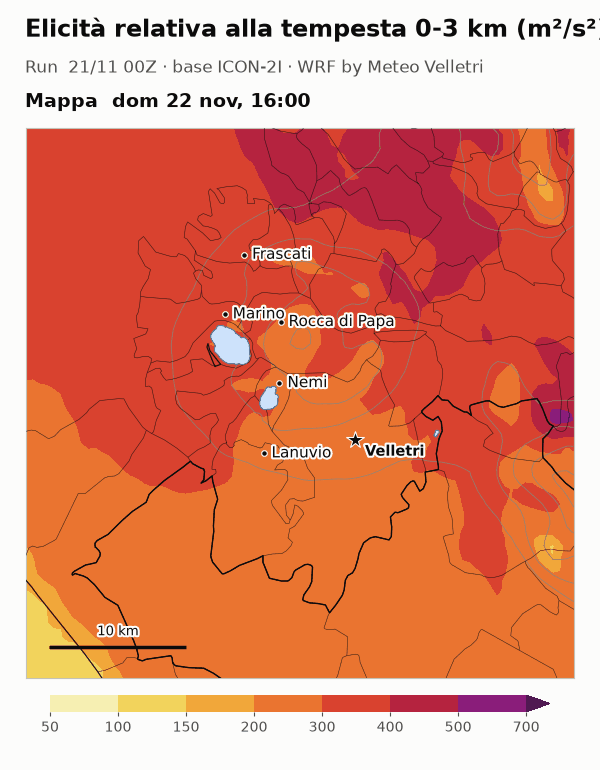 Elicità relativa alla tempesta 0-3 km (m²/s²)
Run 21/11 00Z · base ICON-2I · WRF by Meteo Velletri
Mappa dom 22 nov, 16:00
Frascati
Marino
Rocca di Papa
Nemi
Velletri
Lanuvio
10 km
50 100 150 200 300 400 500 700